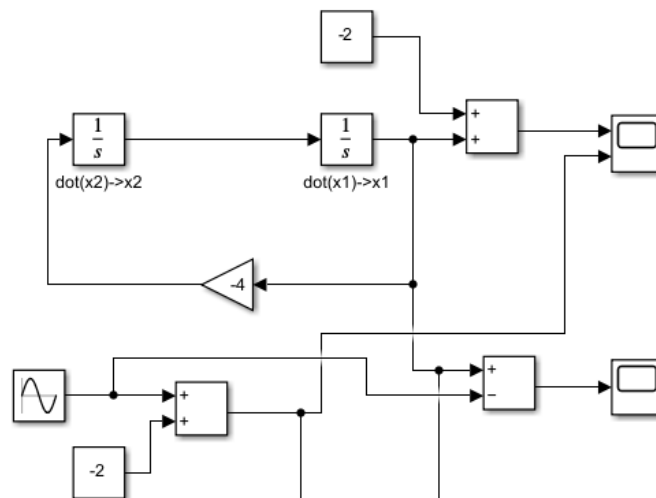 -2
+
+
1
s
1
s
dot(x2)->x2
dot(x1)->x1
-4
+
−
+
+
-2